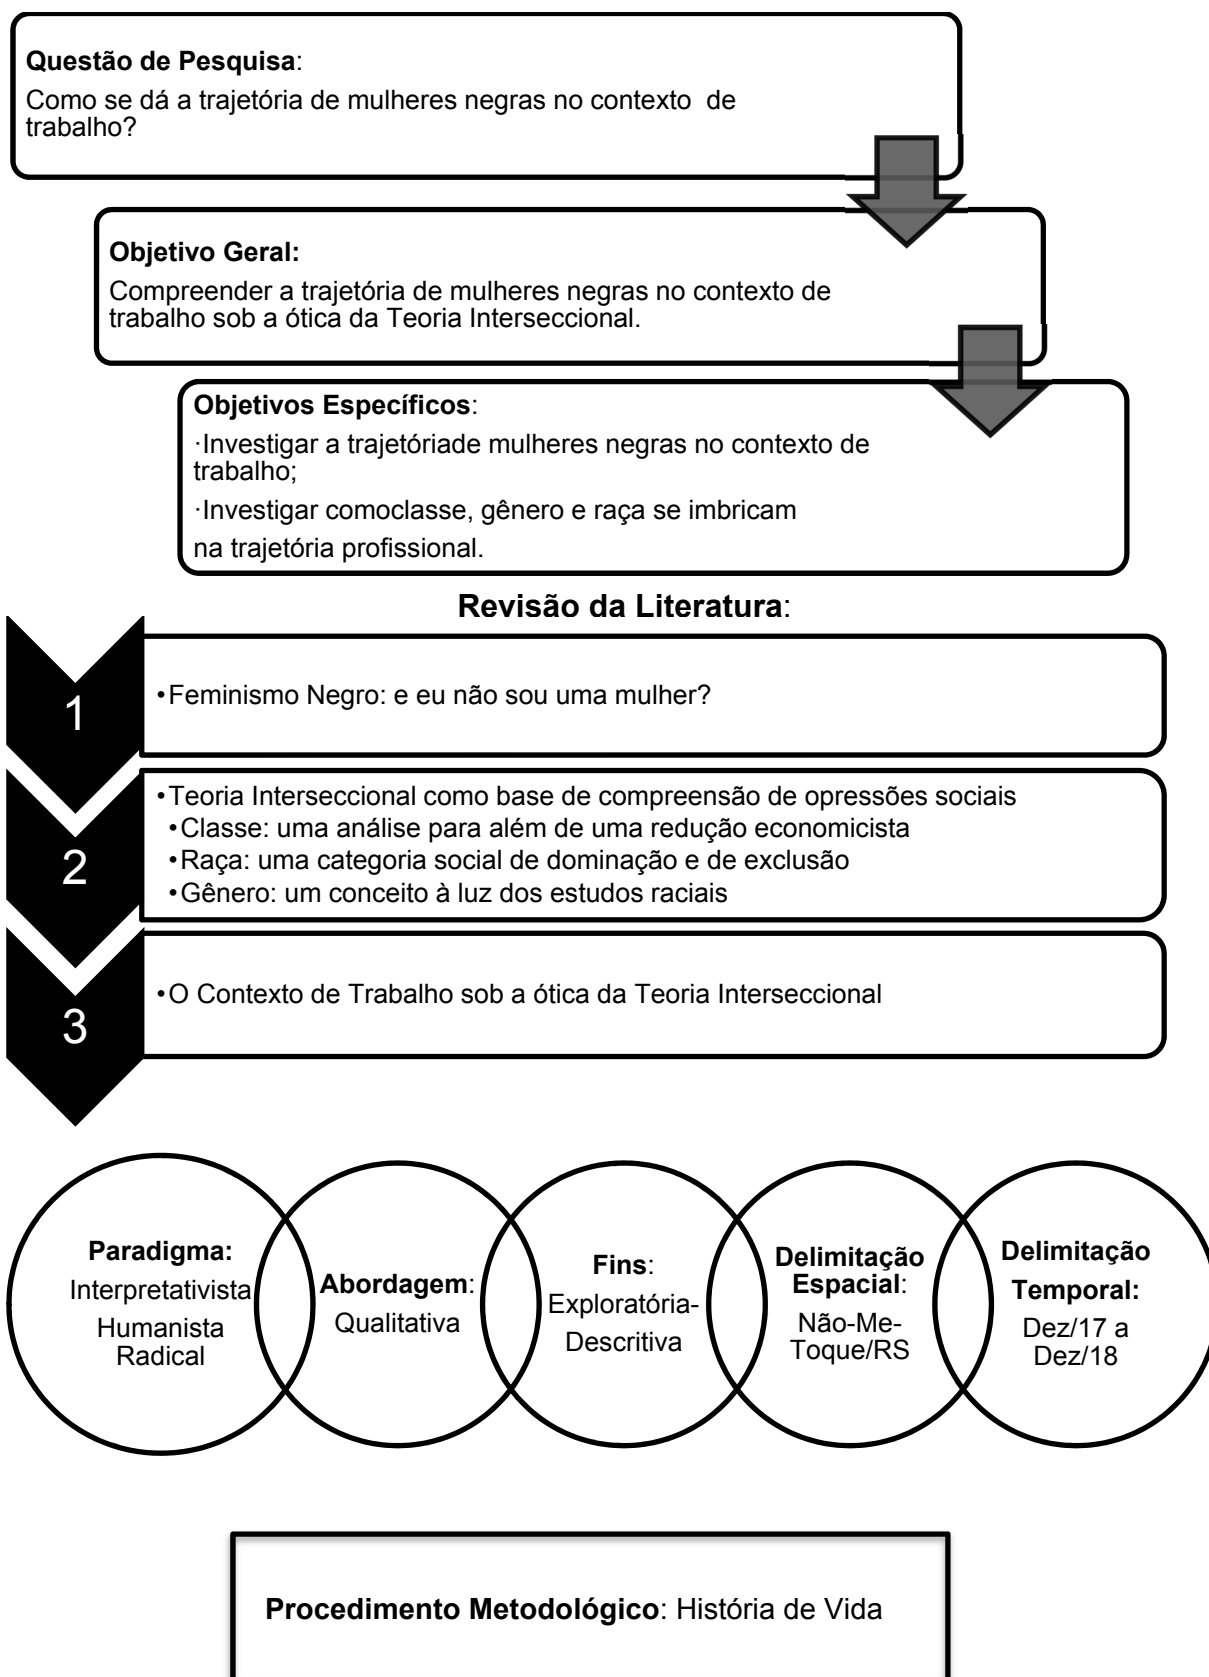 Questão de Pesquisa:
Como se dá a trajetória de mulheres negras no contexto de
trabalho?
Objetivo Geral:
Compreender a trajetória de mulheres negras no contexto de
trabalho sob a ótica da Teoria Interseccional.
Objetivos Específicos:
·Investigar a trajetóriade mulheres negras no contexto de
trabalho;
·Investigar comoclasse, gênero e raça se imbricam
na trajetória profissional.
Revisão da Literatura:
1
•Feminismo Negro: e eu não sou uma mulher?
2
•Teoria Interseccional como base de compreensão de opressões sociais
•Classe: uma análise para além de uma redução economicista
•Raça: uma categoria social de dominação e de exclusão
•Gênero: um conceito à luz dos estudos raciais
3
•O Contexto de Trabalho sob a ótica da Teoria Interseccional
Paradigma:
Interpretativista
Humanista
Radical
Abordagem:
Qualitativa
Fins:
Exploratória-
Descritiva
Delimitação
Espacial:
Não-Me-
Toque/RS
Delimitação
Temporal:
Dez/17 a
Dez/18
Procedimento Metodológico: História de Vida